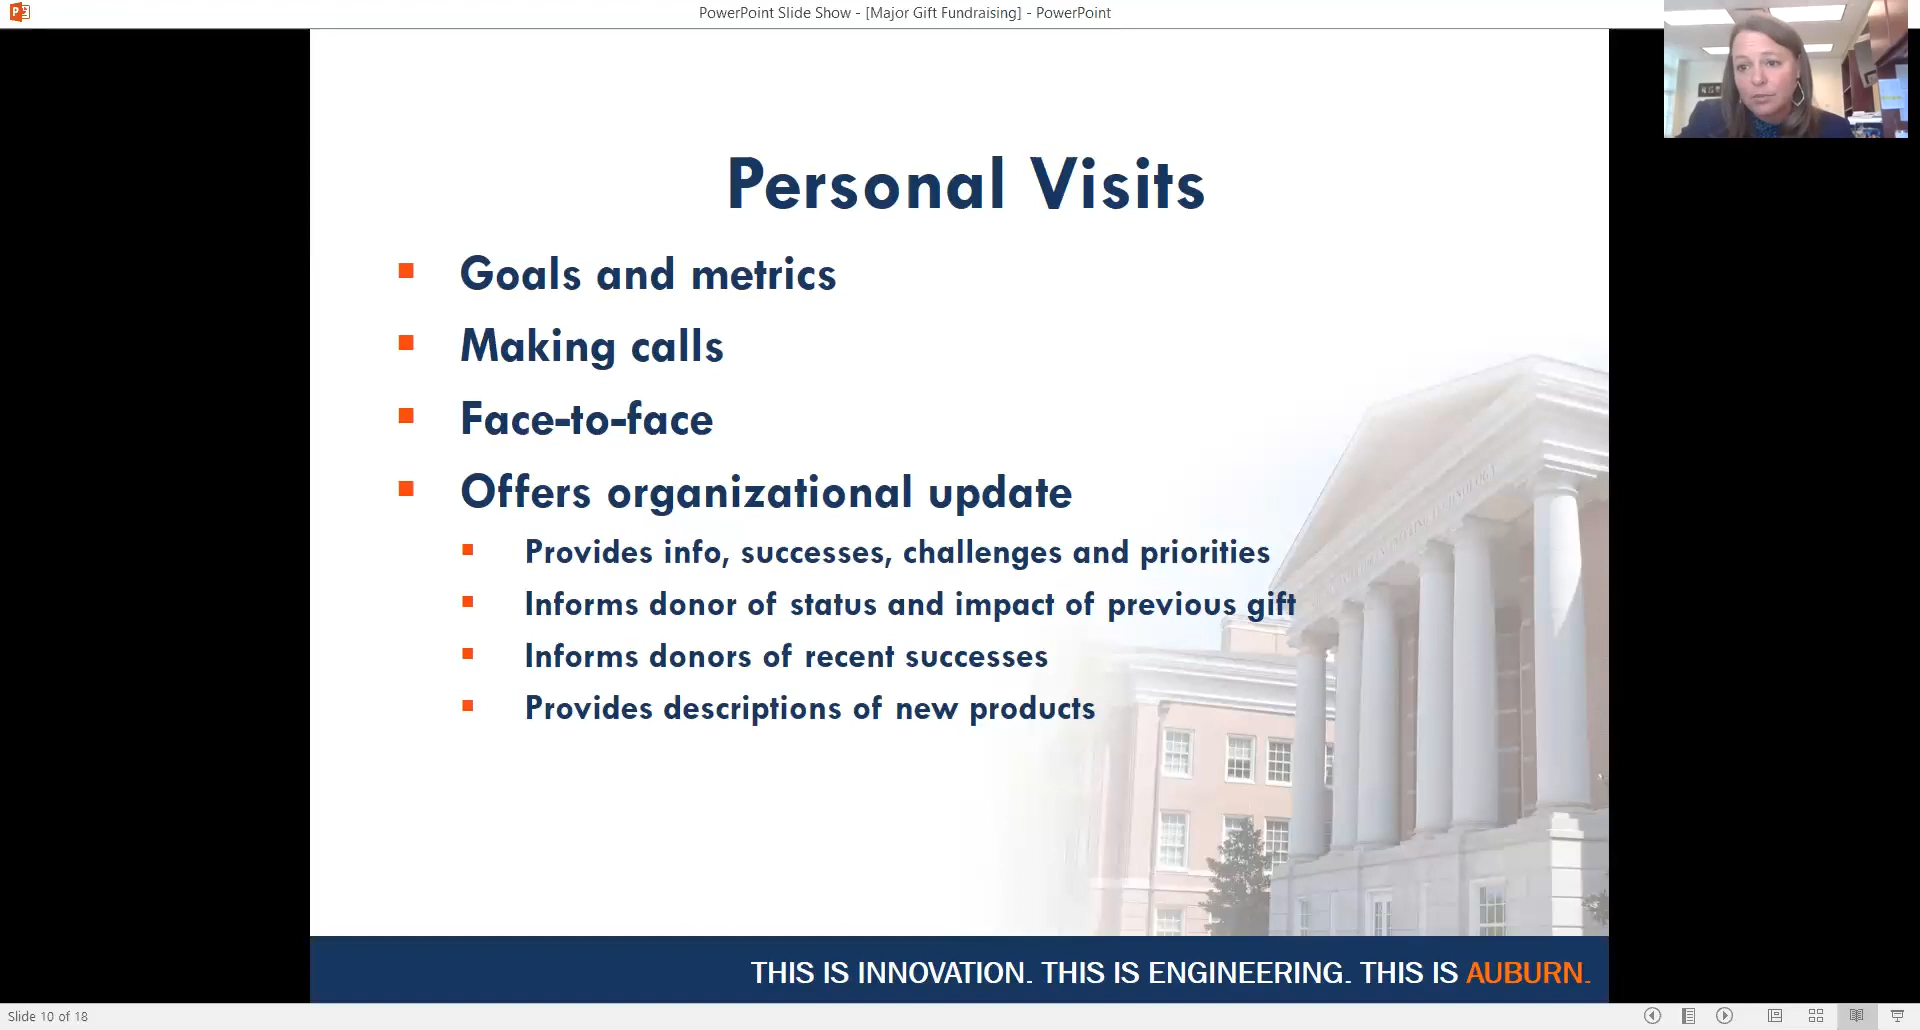 PowerPoint Slide Show - [Major Gift Fundraising] - PowerPoint
Personal Visits
Goals and metrics
Making calls
Face-to-face
Offers organizational update
Provides info, successes, challenges and priorities
Informs donor of status and impact of previous gift
Informs donors of recent successes
Provides descriptions of new products
THIS IS INNOVATION. THIS IS ENGINEERING. THIS IS AUBURN.
Slide 10 of 18